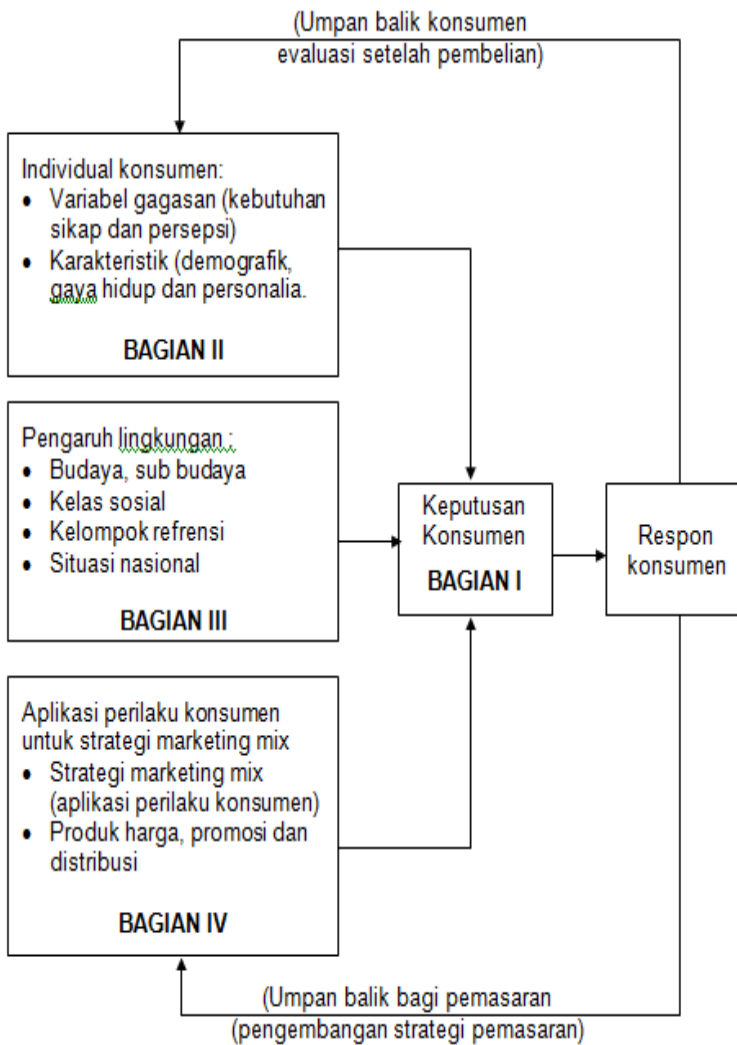 (Umpan balik konsumen
evaluasi setelah pembelian)
Individual konsumen:
• Variabel gagasan (kebutuhan
sikap dan persepsi)
• Karakteristik (demografik,
gaya hidup dan personalia.
BAGIAN II
Pengaruh lingkungan :
• Budaya, sub budaya
• Kelas sosial
• Kelompok refrensi
• Situasi nasional
BAGIAN III
Aplikasi perilaku konsumen
untuk strategi marketing mix
• Strategi marketing mix
(aplikasi perilaku konsumen)
• Produk harga, promosi dan
distribusi
BAGIAN IV
Keputusan
Konsumen
BAGIAN I
Respon
konsumen
(Umpan balik bagi pemasaran
(pengembangan strategi pemasaran)